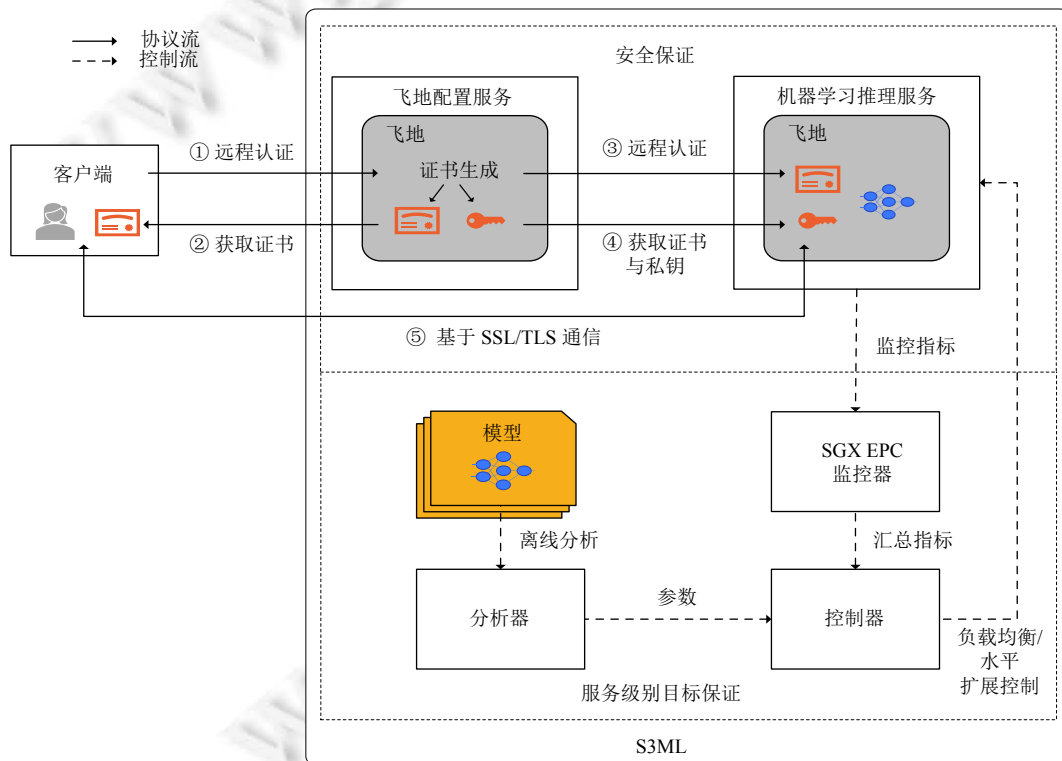 协议流
控制流
安全保证
飞地配置服务
机器学习推理服务
飞地
飞地
① 远程认证
③ 远程认证
证书生成
客户端
② 获取证书
④ 获取证书
与私钥
⑤ 基于 SSL/TLS 通信
监控指标
模型
SGX EPC
监控器
离线分析
汇总指标
分析器
参数
控制器
负载均衡/
水平
扩展控制
服务级别目标保证
S3ML